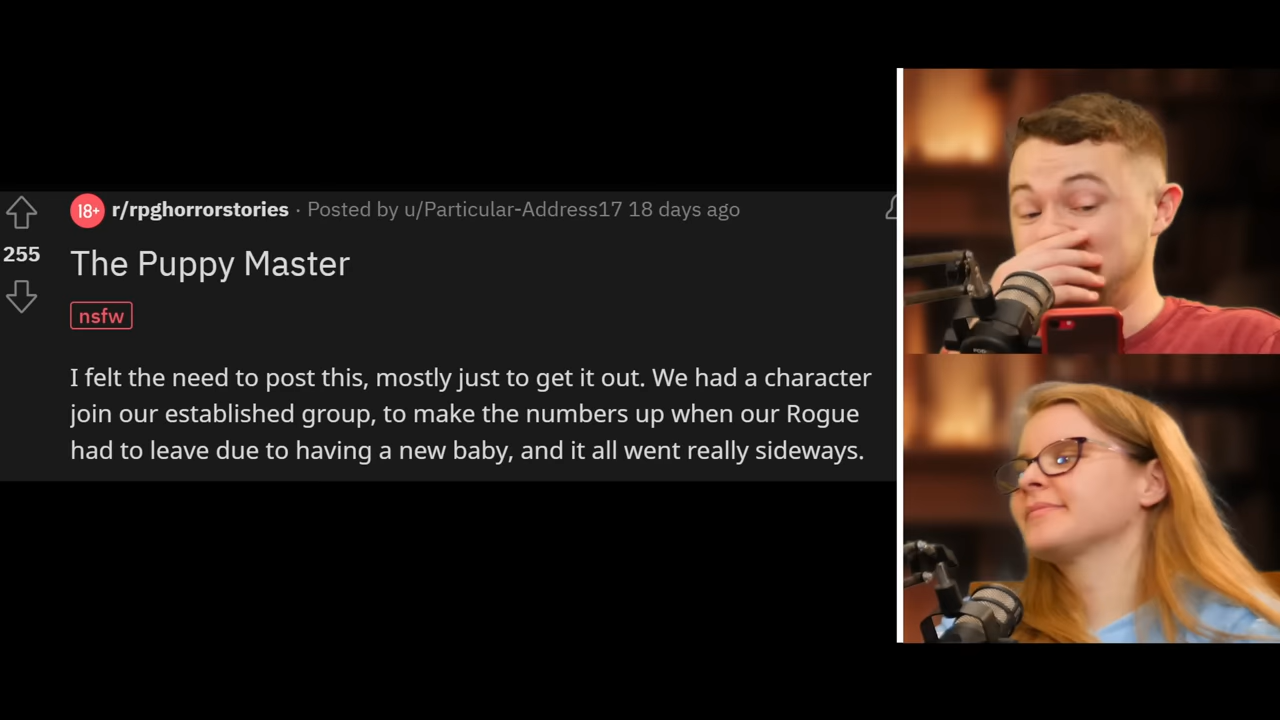 18+ r/rpghorrorstories · Posted by u/Particular-Address17 18 days ago
255
The Puppy Master
nsfw
I felt the need to post this, mostly just to get it out. We had a character
join our established group, to make the numbers up when our Rogue
had to leave due to having a new baby, and it all went really sideways.